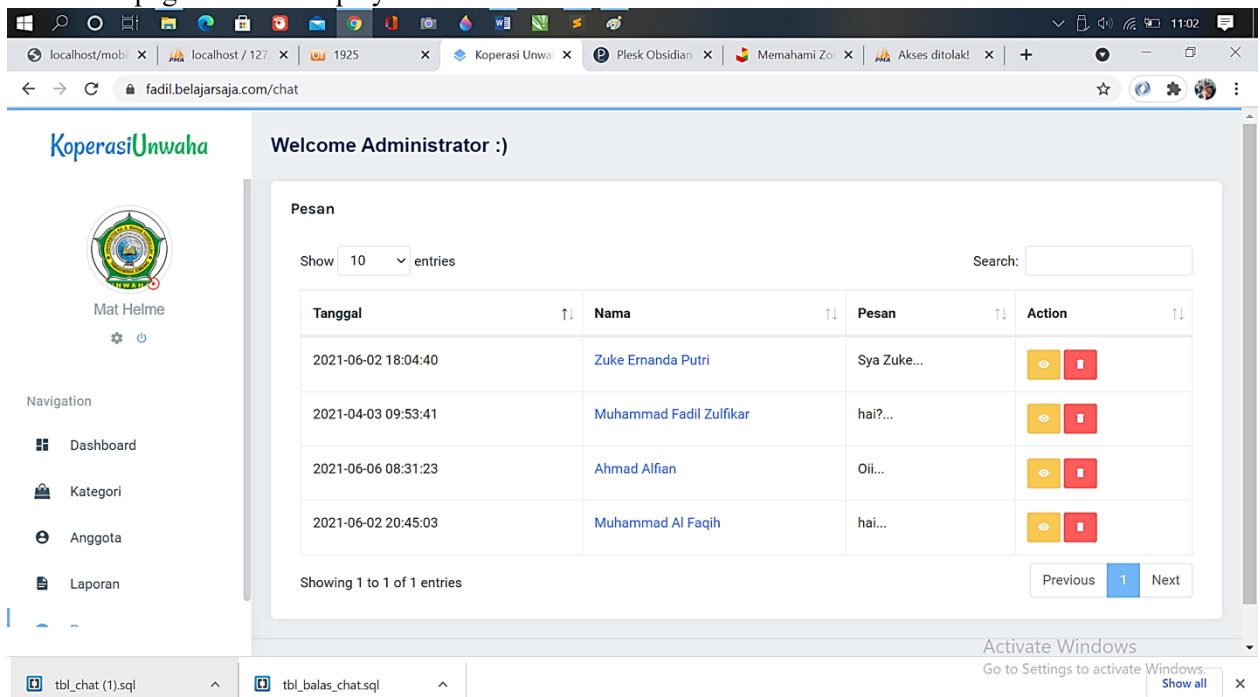 11:02
localhost/mobi
localhost / 127.
1925
Koperasi Unwa
Plesk Obsidian
Memahami Zo
Akses ditolak!
fadil.belajarsaja.com/chat
KoperasiUnwaha
Welcome Administrator :)
Mat Helme
Navigation
Dashboard
Kategori
Anggota
Laporan
Pesan
Show 10 entries
Search:
Tanggal Nama Pesan Action
2021-06-02 18:04:40 Zuke Ernanda Putri Sya Zuke...
2021-04-03 09:53:41 Muhammad Fadil Zulfikar hai?...
2021-06-06 08:31:23 Ahmad Alfian Oii...
2021-06-02 20:45:03 Muhammad Al Faqih hai...
Showing 1 to 1 of 1 entries
Previous 1 Next
Activate Windows
Go to Settings to activate Windows.
tbl_chat (1).sql
tbl_balas_chat.sql
Show all